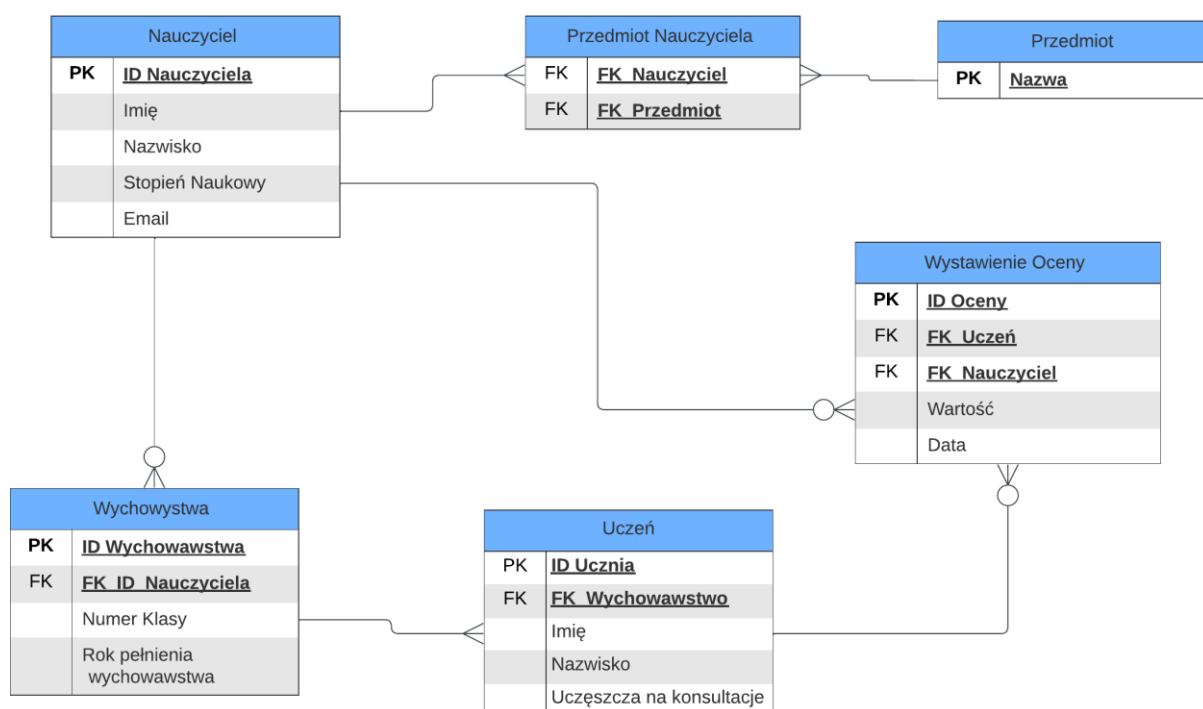 Nauczyciel
PK ID Nauczyciela
Imię
Nazwisko
Stopień Naukowy
Email
Przedmiot Nauczyciela
FK FK_Nauczyciel
FK FK_Przedmiot
Przedmiot
PK Nazwa
Wystawienie Oceny
PK ID Oceny
FK FK_Uczeń
FK FK_Nauczyciel
Wartość
Data
Wychowystwa
PK ID Wychowawstwa
FK FK_ID_Nauczyciela
Numer Klasy
Rok pełnienia
wychowawstwa
Uczeń
PK ID Ucznia
FK FK_Wychowawstwo
Imię
Nazwisko
Uczęszcza na konsultacje